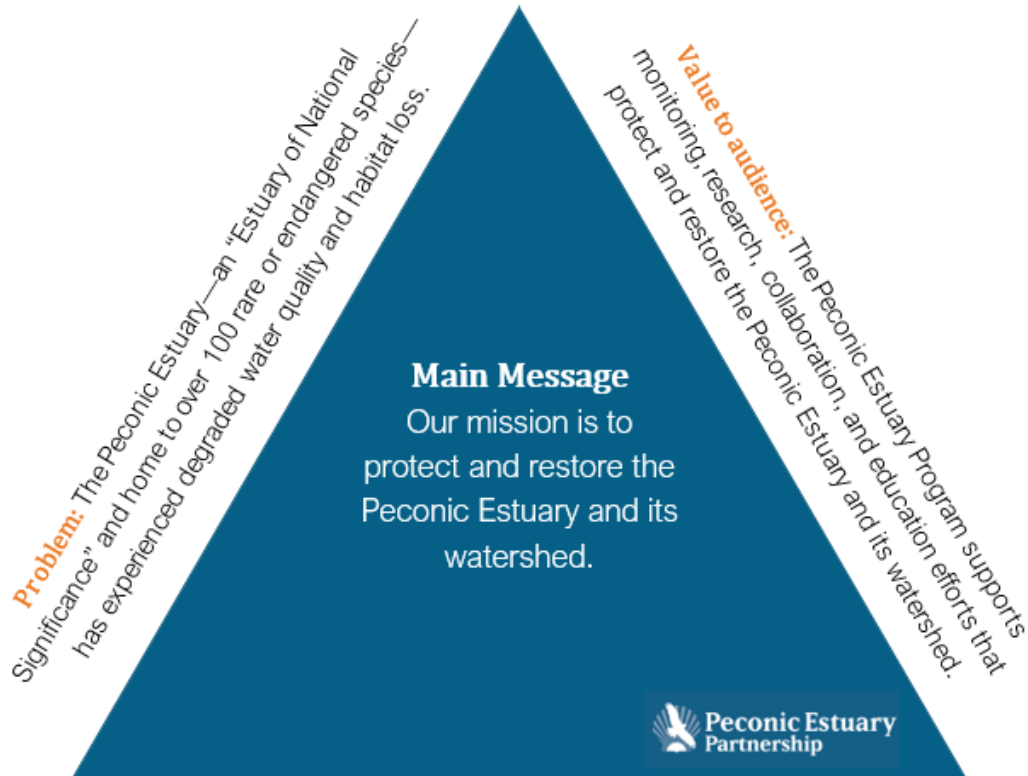 Problem: The Peconic Estuary—an “Estuary of National
Significance” and home to over 100 rare or endangered species—
has experienced degraded water quality and habitat loss.
Value to audience: The Peconic Estuary Program supports
monitoring, research, collaboration, and education efforts that
protect and restore the Peconic Estuary and its watershed.
Main Message
Our mission is to
protect and restore the
Peconic Estuary and its
watershed.
Peconic Estuary
Partnership